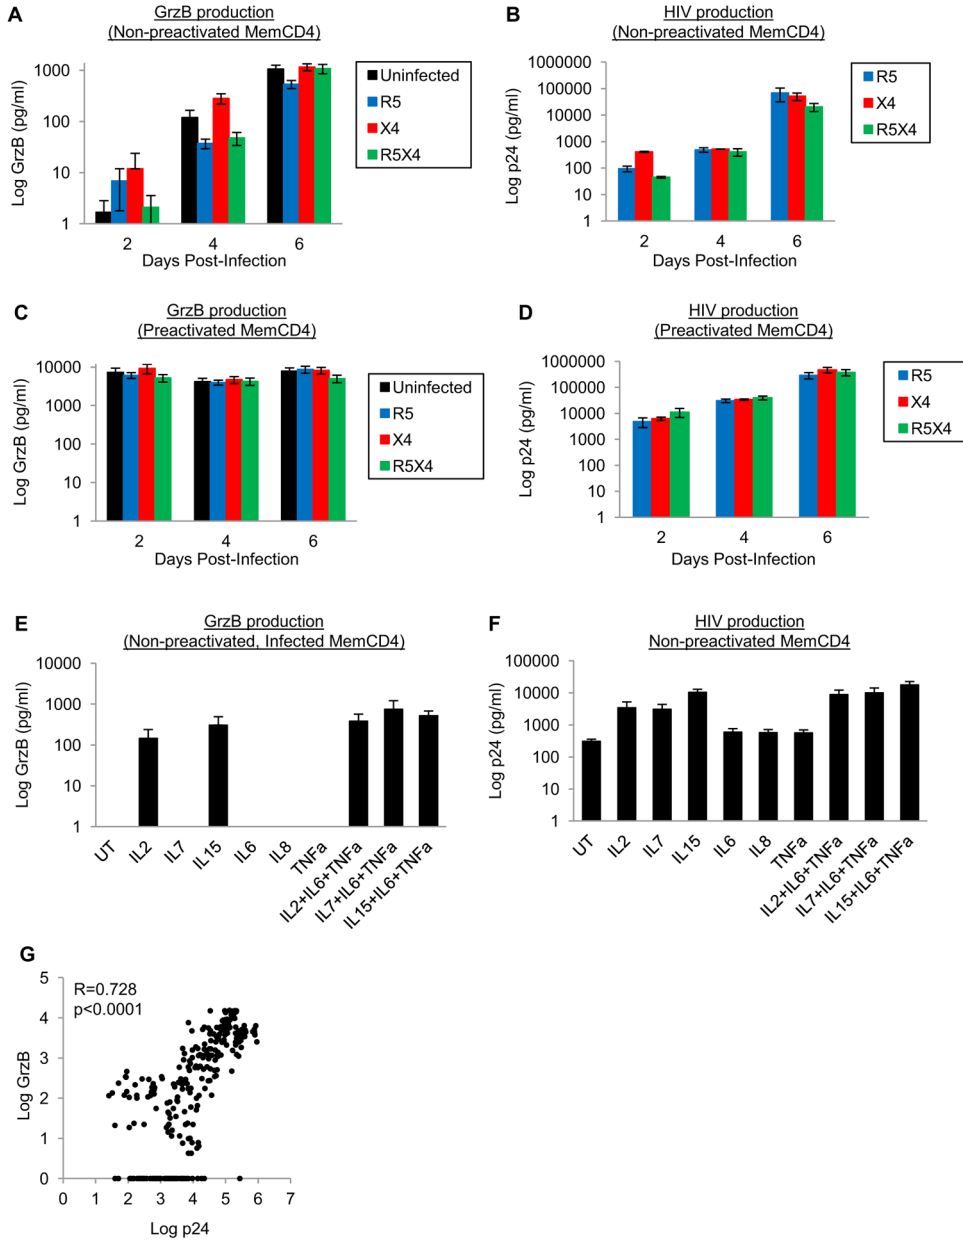 A
GrzB production
(Non-preactivated MemCD4)
Log GrzB (pg/ml)
1000
100
10
1
2
4
6
Days Post-Infection
Uninfected
R5
X4
R5X4
B
HIV production
(Non-preactivated MemCD4)
Log p24 (pg/ml)
1000000
100000
10000
1000
100
10
1
2
4
6
Days Post-Infection
R5
X4
R5X4
C
GrzB production
(Preactivated MemCD4)
Log GrzB (pg/ml)
10000
1000
100
10
1
2
4
6
Days Post-Infection
Uninfected
R5
X4
R5X4
D
HIV production
(Preactivated MemCD4)
Log p24 (pg/ml)
1000000
100000
10000
1000
100
10
1
2
4
6
Days Post-Infection
R5
X4
R5X4
E
GrzB production
(Non-preactivated, Infected MemCD4)
Log GrzB (pg/ml)
10000
1000
100
10
1
UT
IL2
IL7
IL15
IL6
IL8
TNFa
IL2+IL6+TNFa
IL7+IL6+TNFa
IL15+IL6+TNFa
F
HIV production
Non-preactivated MemCD4
Log p24 (pg/ml)
100000
10000
1000
100
10
1
UT
IL2
IL7
IL15
IL6
IL8
TNFa
IL2+IL6+TNFa
IL7+IL6+TNFa
IL15+IL6+TNFa
G
R=0.728
p<0.0001
Log GrzB
5
4
3
2
1
0
0 1 2 3 4 5 6 7
Log p24